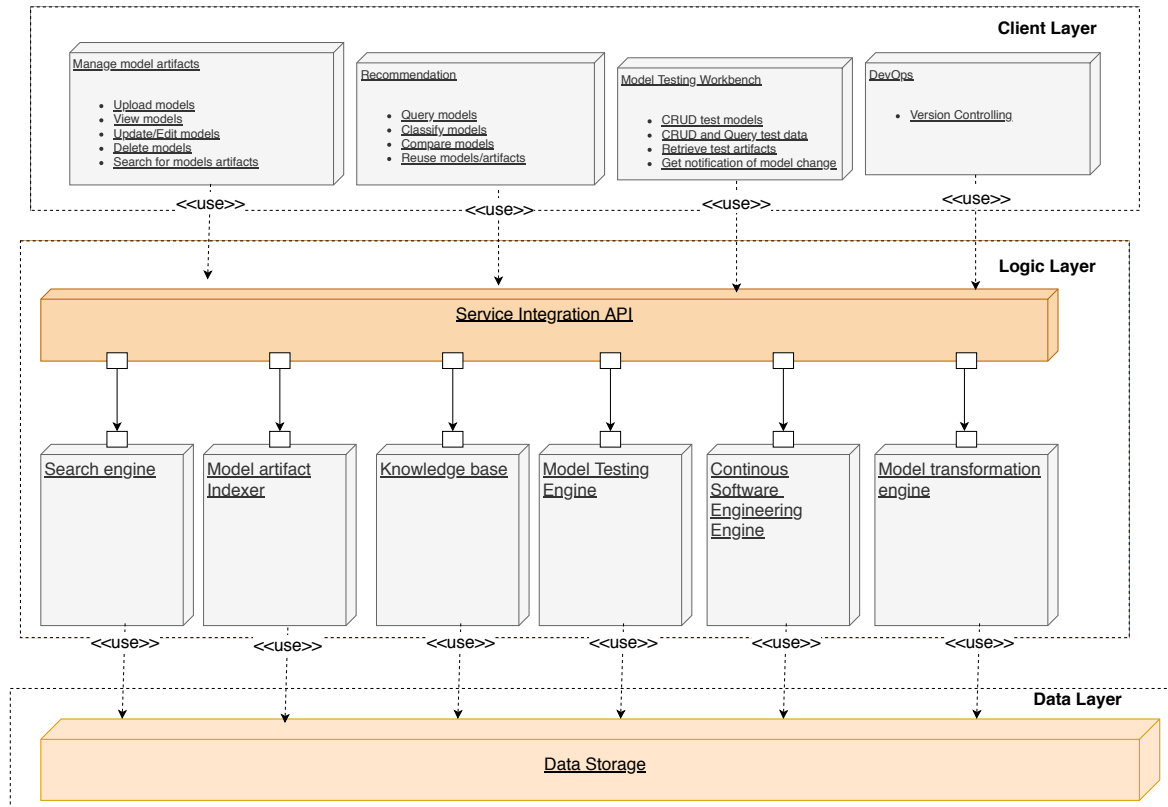 Client Layer
Manage model artifacts
Upload models
View models
Update/Edit models
Delete models
Search for models artifacts
Recommendation
Query models
Classify models
Compare models
Reuse models/artifacts
Model Testing Workbench
CRUD test models
CRUD and Query test data
Retrieve test artifacts
Get notification of model change
DevOps
Version Controlling
<<use>>
<<use>>
<<use>>
<<use>>
Logic Layer
Service Integration API
Search engine
Model artifact
Indexer
Knowledge base
Model Testing
Engine
Continous
Software
Engineering
Engine
Model transformation
engine
<<use>>
<<use>>
<<use>>
<<use>>
<<use>>
<<use>>
Data Layer
Data Storage